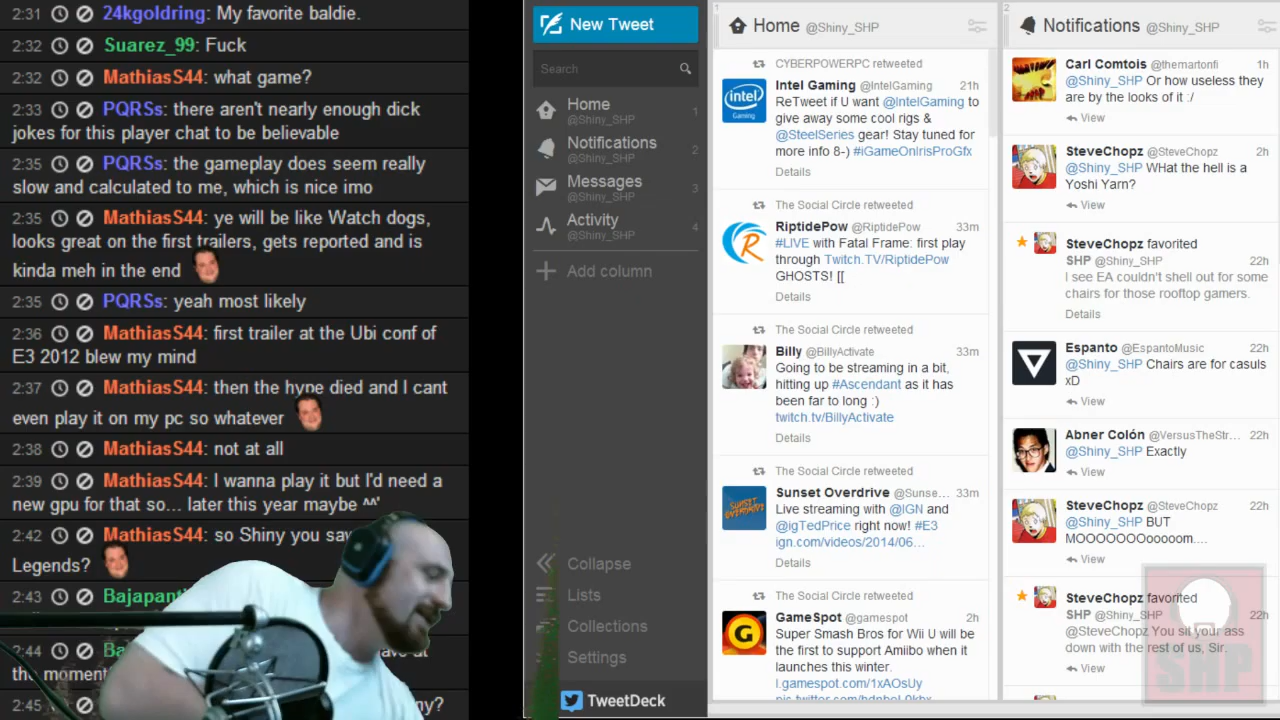 2:31 24kgoldring: My favorite baldie.
2:32 Suarez_99: Fuck
2:32 MathiasS44: what game?
2:33 PQRSs: there aren't nearly enough dick
jokes for this player chat to be believable
2:35 PQRSs: the gameplay does seem really
slow and calculated to me, which is nice imo
2:35 MathiasS44: ye will be like Watch dogs,
looks great on the first trailers, gets reported and is
kinda meh in the end
2:35 PQRSs: yeah most likely
2:36 MathiasS44: first trailer at the Ubi conf of
E3 2012 blew my mind
2:37 MathiasS44: then the hyne died and I cant
even play it on my pc so whatever
2:38 MathiasS44: not at all
2:39 MathiasS44: I wanna play it but I'd need a
new gpu for that so... later this year maybe ^^'
2:42 MathiasS44: so Shiny you
Legends?
2:43
2:44
the
2:45
New Tweet
Search
Home 1
@Shiny_SHP
Notifications 2
@Shiny_SHP
Messages 3
@Shiny_SHP
Activity 4
@Shiny_SHP
Add column
Collapse
Lists
Collections
Settings
TweetDeck
1
Home @Shiny_SHP
CYBERPOWERPC retweeted
Intel Gaming @IntelGaming 21h
ReTweet if U want @IntelGaming to
give away some cool rigs &
@SteelSeries gear! Stay tuned for
more info 8-) #iGameOnIrisProGfx
Details
The Social Circle retweeted
RiptidePow @RiptidePow 33m
#LIVE with Fatal Frame: first play
through Twitch.TV/RiptidePow
GHOSTS! [[
Details
The Social Circle retweeted
Billy @BillyActivate 33m
Going to be streaming in a bit,
hitting up #Ascendant as it has
been far to long :)
twitch.tv/BillyActivate
Details
The Social Circle retweeted
Sunset Overdrive @Sunse... 33m
Live streaming with @IGN and
@igTedPrice right now! #E3
ign.com/videos/2014/06...
Details
The Social Circle retweeted
GameSpot @gamespot 2h
Super Smash Bros for Wii U will be
the first to support Amiibo when it
launches this winter.
l.gamespot.com/1xAOsUy
2
Notifications @Shiny_SHP
Carl Comtois @themartonfi 1h
@Shiny_SHP Or how useless they
are by the looks of it :/
View
SteveChopz @SteveChopz 2h
@Shiny_SHP WHat the hell is a
Yoshi Yarn?
View
SteveChopz favorited
SHP @Shiny_SHP 22h
I see EA couldn't shell out for some
chairs for those rooftop gamers.
Details
Espanto @EspantoMusic 22h
@Shiny_SHP Chairs are for casuls
xD
View
Abner Colón @VersusTheStr... 22h
@Shiny_SHP Exactly
View
SteveChopz @SteveChopz 22h
@Shiny_SHP BUT
MOOOOOOOooooom....
View
SteveChopz favorited
SHP @Shiny_SHP 22h
@SteveChopz You sit your ass
down with the rest of us, Sir.
View
SHP